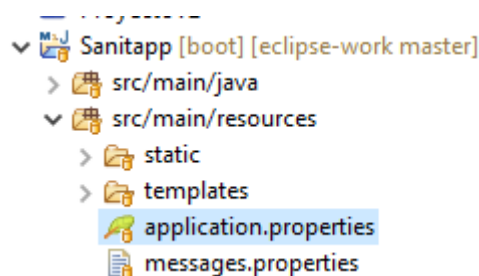 Sanitapp [boot] [eclipse-work master]
src/main/java
src/main/resources
static
templates
application.properties
messages.properties